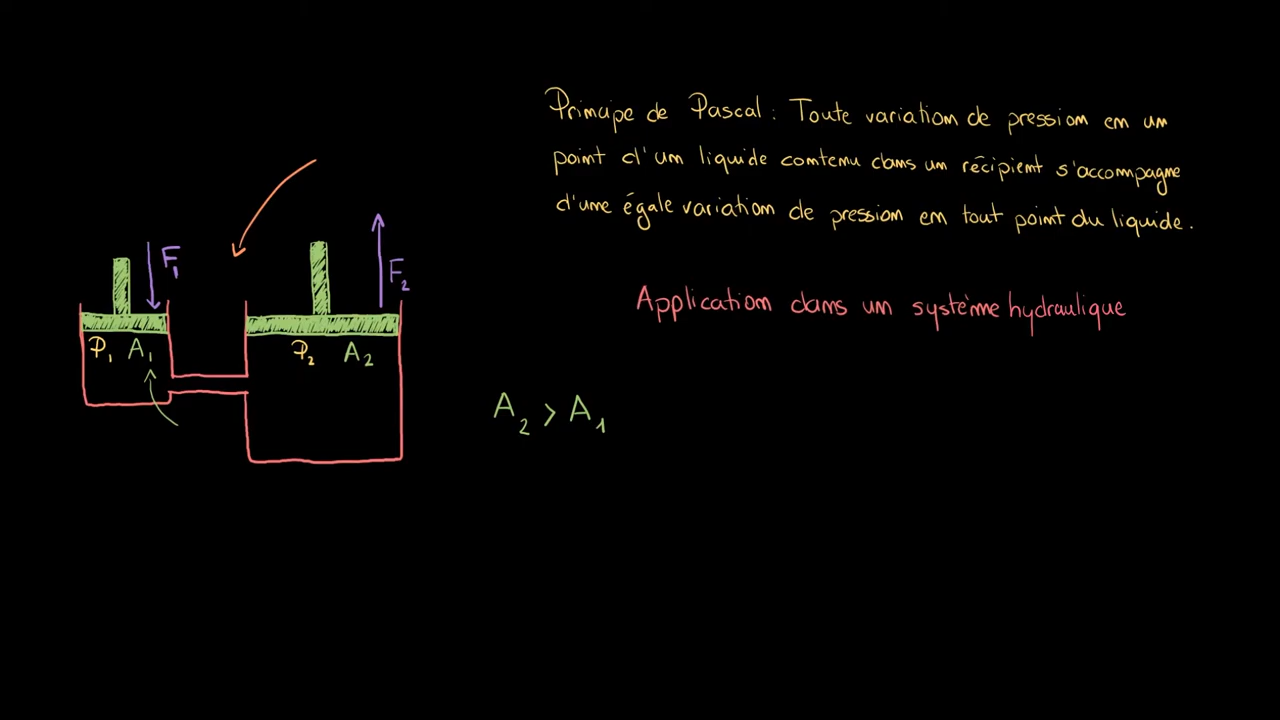 Principe de Pascal : Toute variation de pression en un
point d'un liquide contenu dans un récipient s'accompagne
d'une égale variation de pression en tout point du liquide.
Application dans un système hydraulique
F₁
F₂
P₁ A₁
P₂ A₂
A₂ > A₁